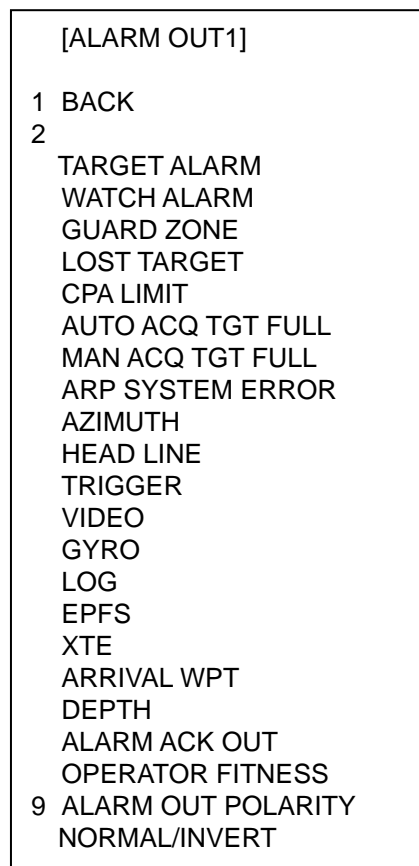 [ALARM OUT1]
1 BACK
2
TARGET ALARM
WATCH ALARM
GUARD ZONE
LOST TARGET
CPA LIMIT
AUTO ACQ TGT FULL
MAN ACQ TGT FULL
ARP SYSTEM ERROR
AZIMUTH
HEAD LINE
TRIGGER
VIDEO
GYRO
LOG
EPFS
XTE
ARRIVAL WPT
DEPTH
ALARM ACK OUT
OPERATOR FITNESS
9 ALARM OUT POLARITY
NORMAL/INVERT